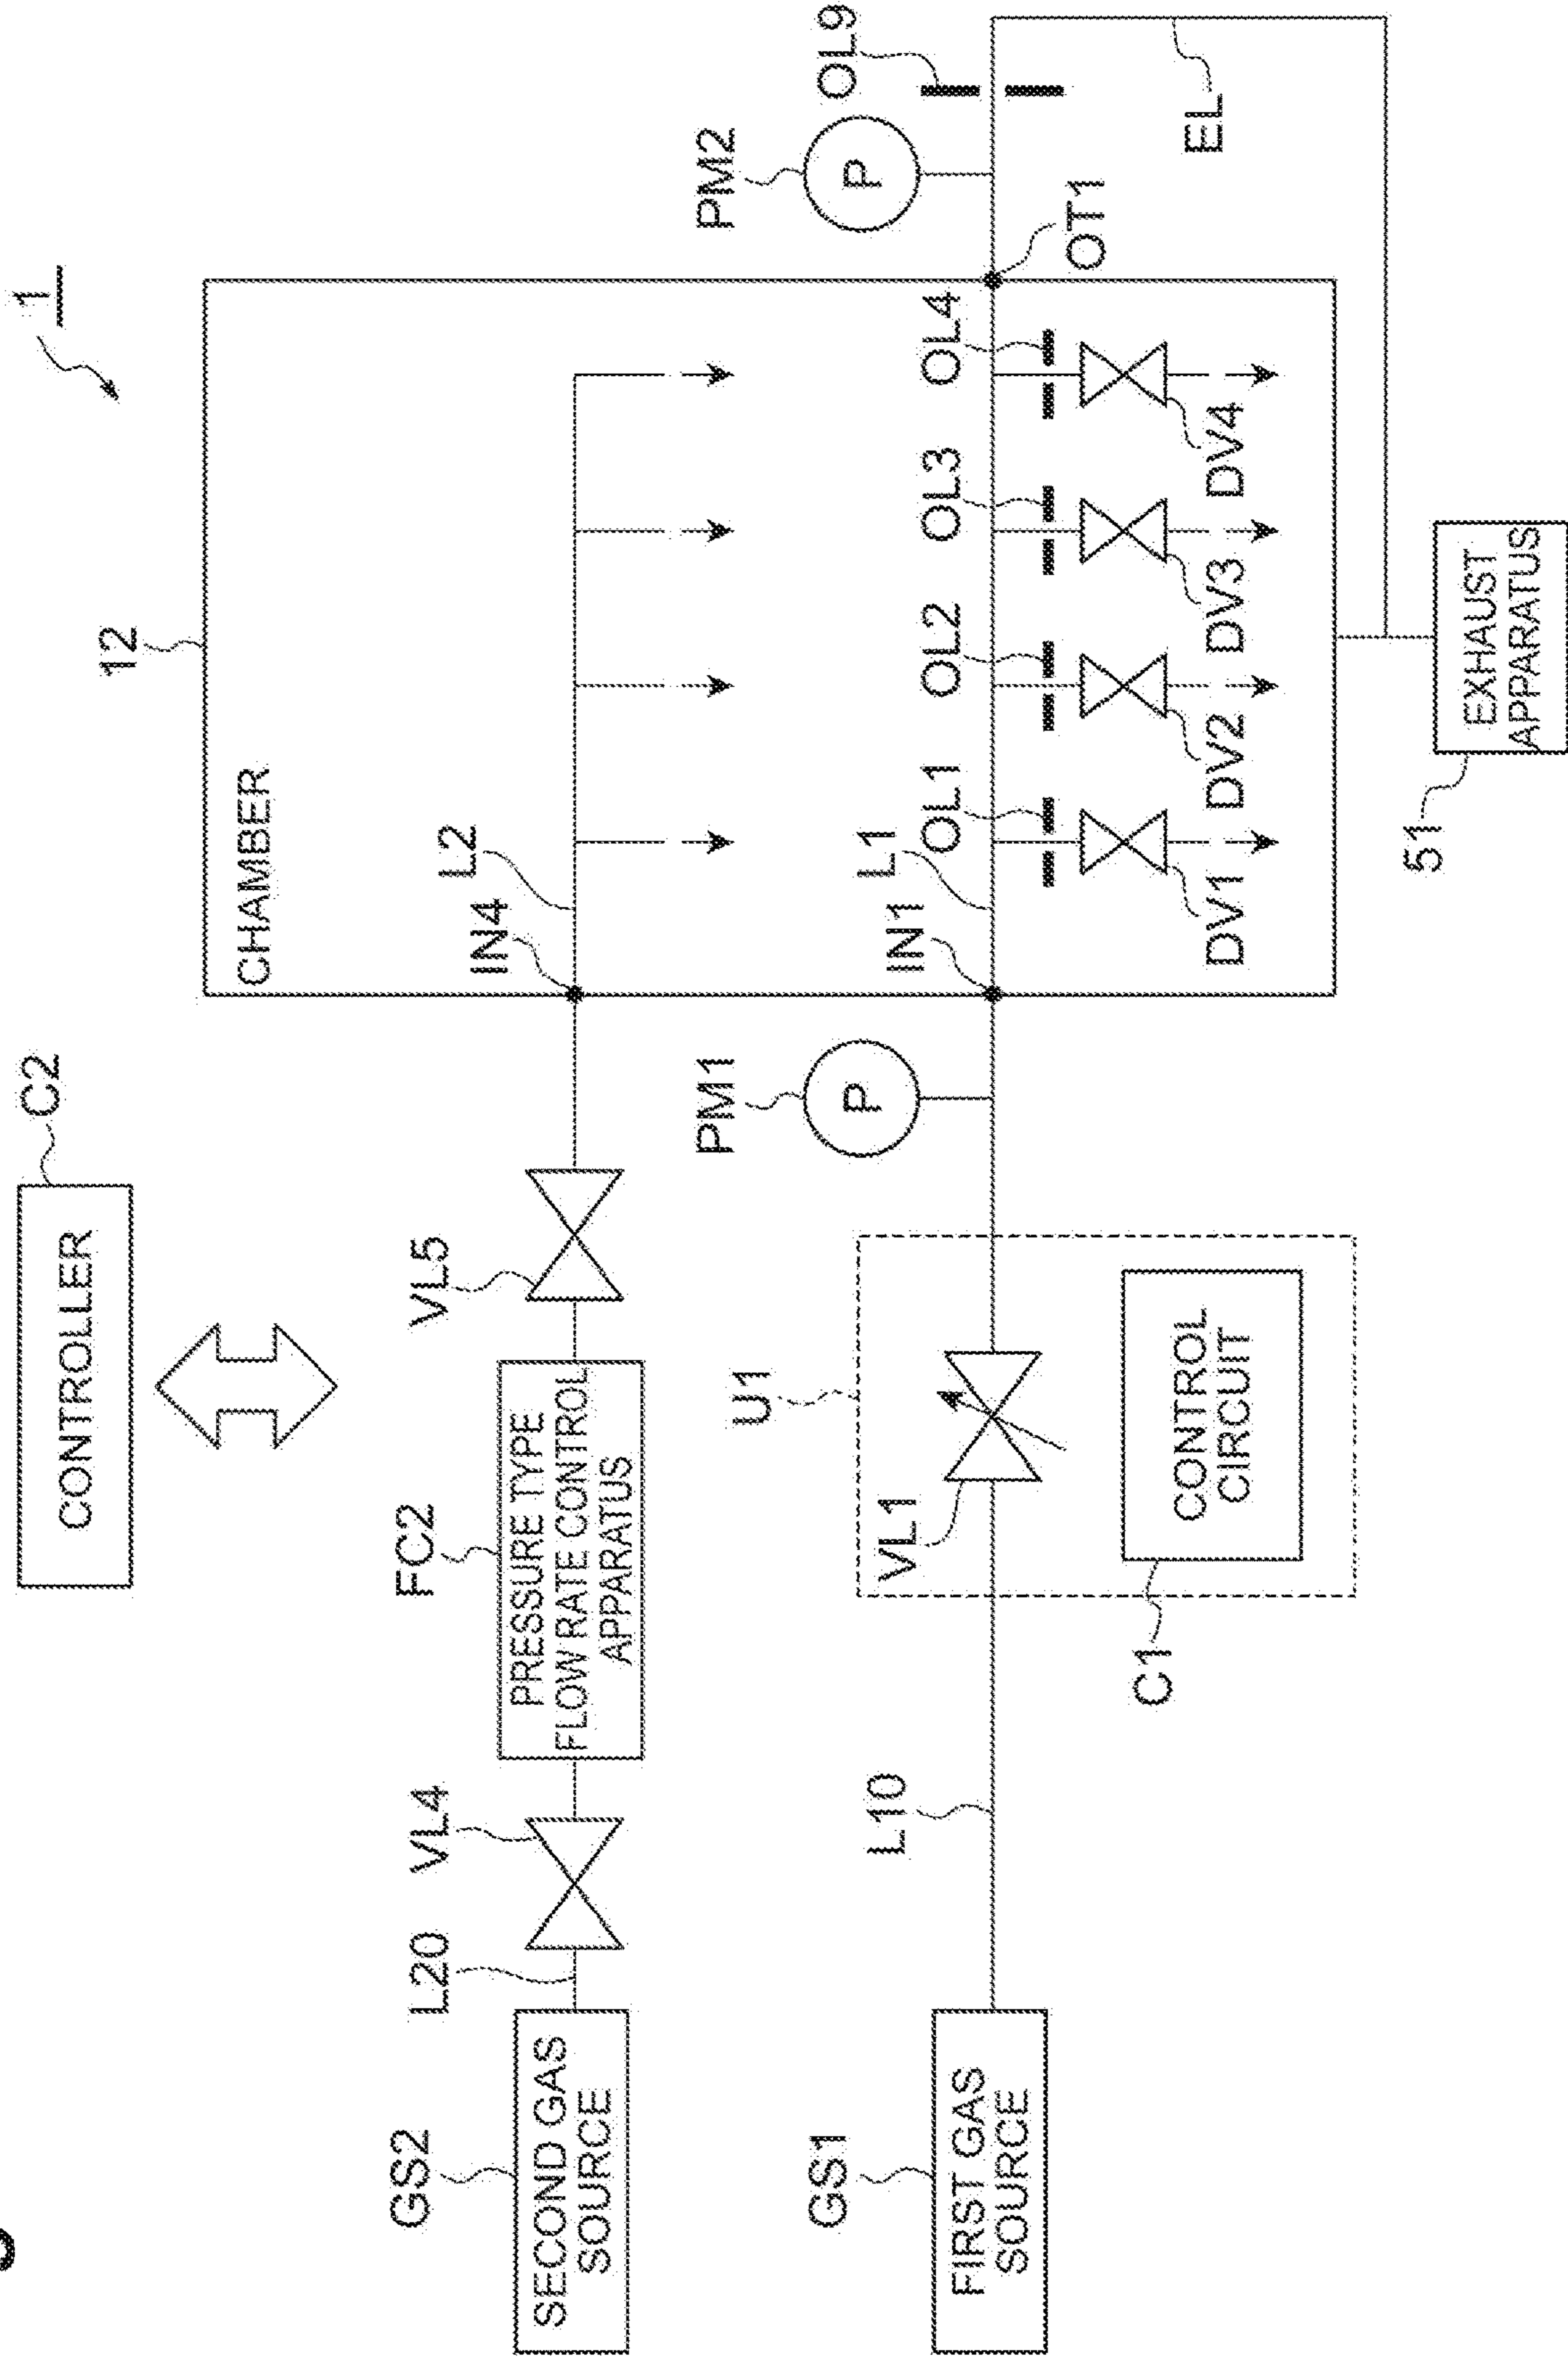 1
CONTROLLER
C2
12
CHAMBER
GS2
SECOND GAS
SOURCE
L20
VL4
FC2
PRESSURE TYPE
FLOW RATE CONTROL
APPARATUS
VL5
IN4
L2
PM1
P
PM2
P
OL9
GS1
FIRST GAS
SOURCE
L10
U1
VL1
C1
CONTROL
CIRCUIT
IN1
L1
OL1
OL2
OL3
OL4
OT1
DV1
DV2
DV3
DV4
EL
51
EXHAUST
APPARATUS